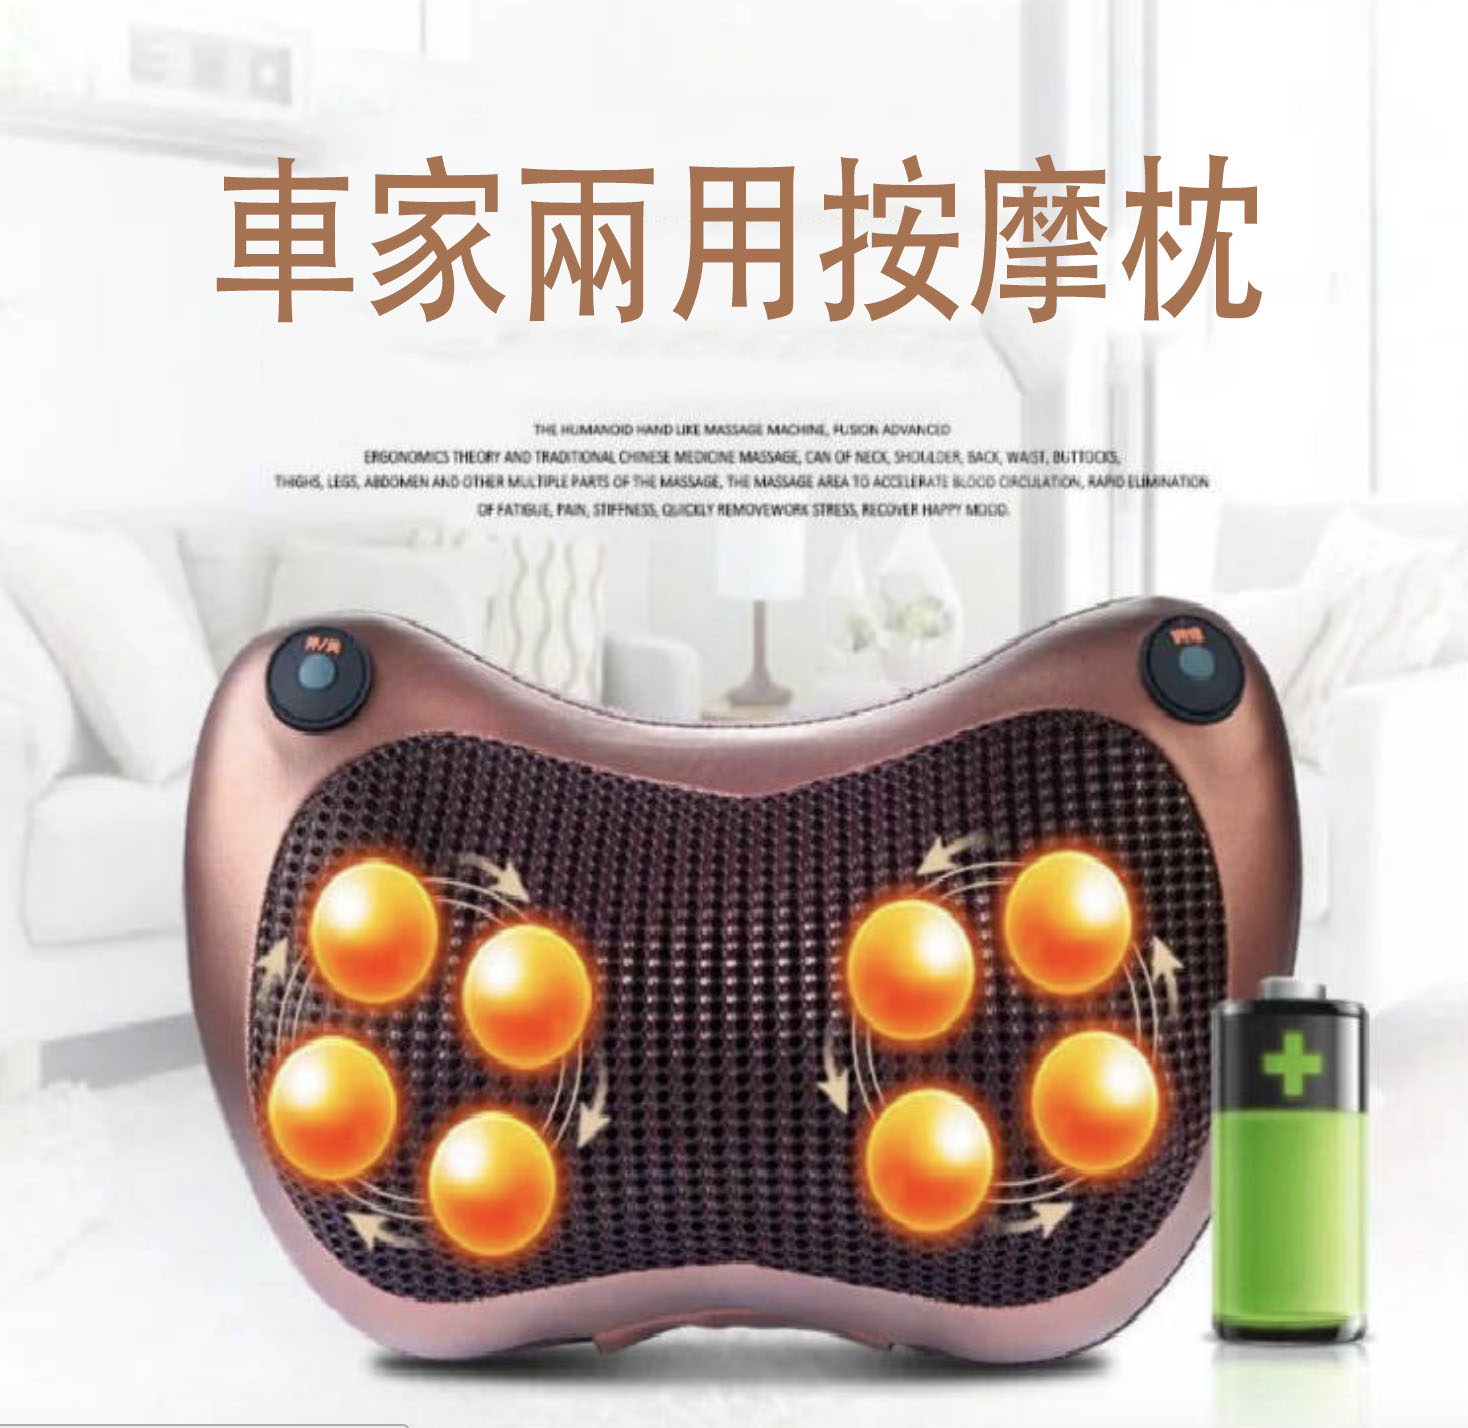 車家兩用按摩枕
THE HUMANOID HAND LIKE MASSAGE MACHINE, FUSION ADVANCED
ERGONOMICS THEORY AND TRADITIONAL CHINESE MEDICINE MASSAGE, CAN OF NECK, SHOULDER, BACK, WAIST, BUTTOCKS,
THIGHS, LEGS, ABDOMEN AND OTHER MULTIPLE PARTS OF THE MASSAGE, THE MASSAGE AREA TO ACCELERATE BLOOD CIRCULATION, RAPID ELIMINATION
OF FATIGUE, PAIN, STIFFNESS, QUICKLY REMOVEWORK STRESS, RECOVER HAPPY MOOD.